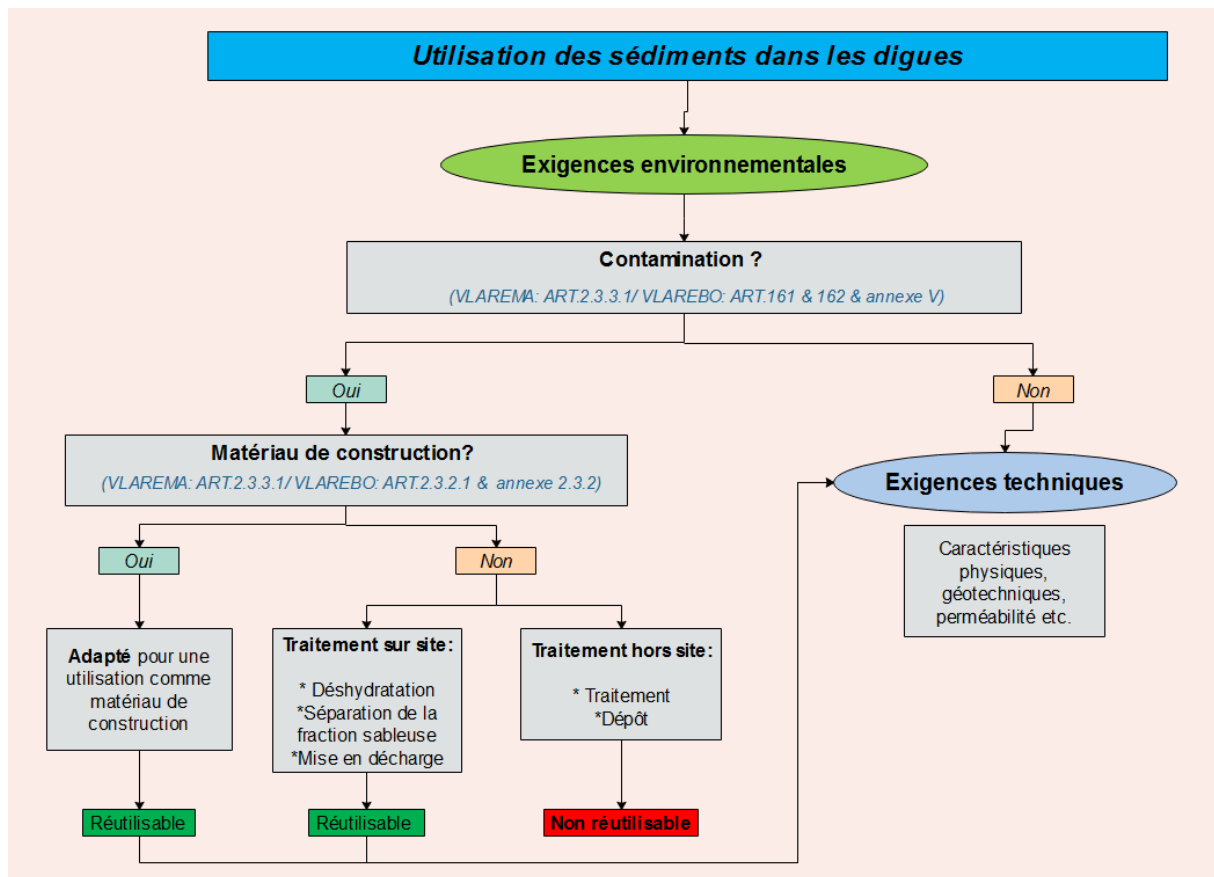 Utilisation des sédiments dans les digues
Exigences environnementales
Contamination ?
(VLAREMA: ART.2.3.3.1/ VLAREBO: ART.161 & 162 & annexe V)
Oui
Non
Matériau de construction?
(VLAREMA: ART.2.3.3.1/ VLAREBO: ART.2.3.2.1 & annexe 2.3.2)
Exigences techniques
Caractéristiques
physiques,
géotechniques,
perméabilité etc.
Oui
Non
Adapté pour une
utilisation comme
matériau de
construction
Traitement sur site:
* Déshydratation
*Séparation de la
fraction sableuse
*Mise en décharge
Traitement hors site:
* Traitement
*Dépôt
Réutilisable
Réutilisable
Non réutilisable